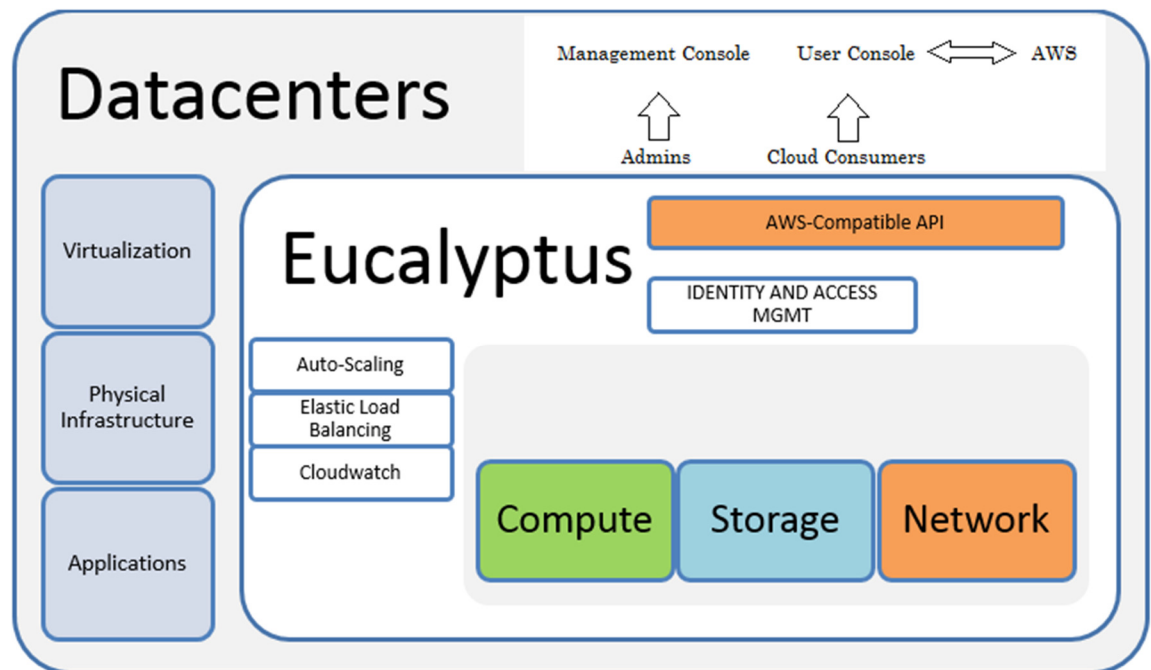 Datacenters
Management Console
User Console
AWS
Admins
Cloud Consumers
Virtualization
Physical
Infrastructure
Applications
Eucalyptus
AWS-Compatible API
IDENTITY AND ACCESS
MGMT
Auto-Scaling
Elastic Load
Balancing
Cloudwatch
Compute
Storage
Network